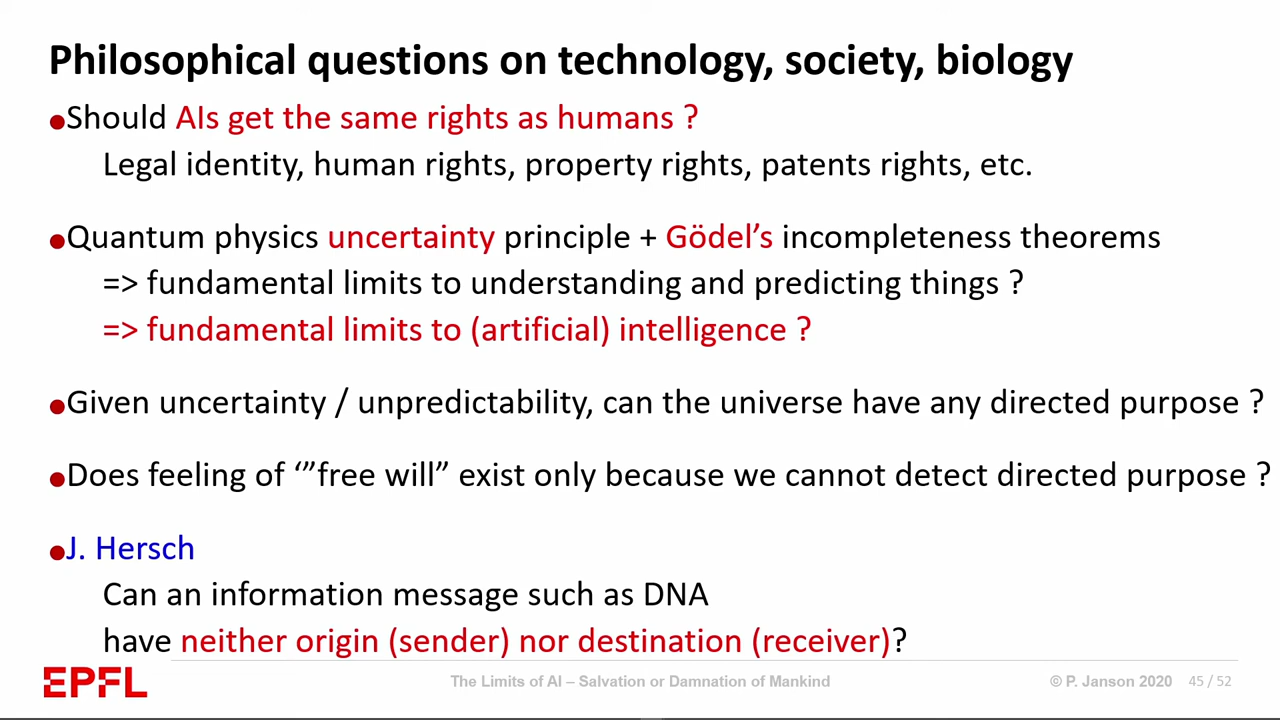 Philosophical questions on technology, society, biology
●Should AIs get the same rights as humans ?
Legal identity, human rights, property rights, patents rights, etc.
●Quantum physics uncertainty principle + Gödel’s incompleteness theorems
=> fundamental limits to understanding and predicting things ?
=> fundamental limits to (artificial) intelligence ?
●Given uncertainty / unpredictability, can the universe have any directed purpose ?
●Does feeling of ‘”free will” exist only because we cannot detect directed purpose ?
●J. Hersch
Can an information message such as DNA
have neither origin (sender) nor destination (receiver)?
EPFL
The Limits of AI – Salvation or Damnation of Mankind
© P. Janson 2020 45 / 52